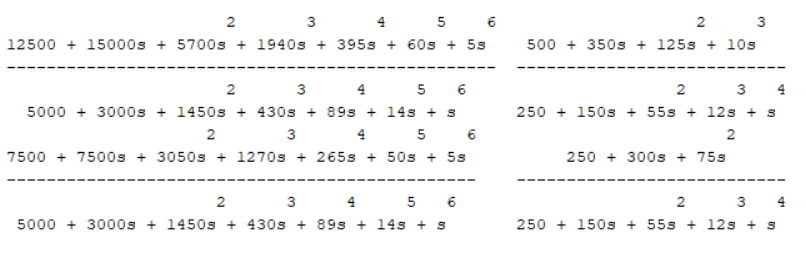 2 3 4 5 6 2 3
12500 + 15000s + 5700s + 1940s + 395s + 60s + 5s 500 + 350s + 125s + 10s
------------------------------------------------- ---------------------------
2 3 4 5 6 2 3 4
5000 + 3000s + 1450s + 430s + 89s + 14s + s 250 + 150s + 55s + 12s + s
2 3 4 5 6 2
7500 + 7500s + 3050s + 1270s + 265s + 50s + 5s 250 + 300s + 75s
----------------------------------------------- ---------------------------
2 3 4 5 6 2 3 4
5000 + 3000s + 1450s + 430s + 89s + 14s + s 250 + 150s + 55s + 12s + s